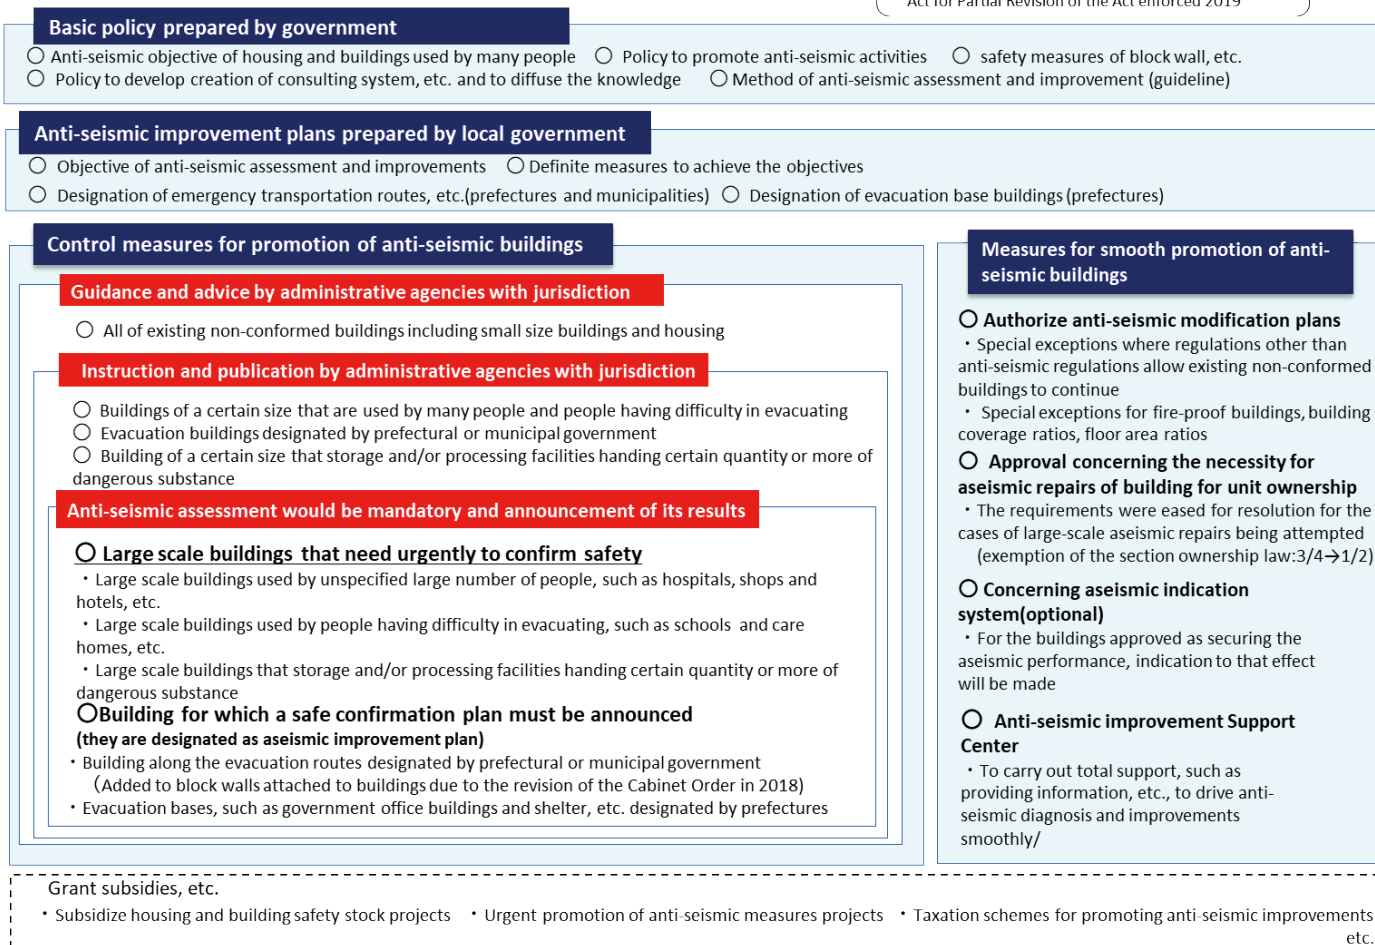 Act for Partial Revision of the Act enforced 2019
Basic policy prepared by government
○ Anti-seismic objective of housing and buildings used by many people ○ Policy to promote anti-seismic activities ○ safety measures of block wall, etc.
○ Policy to develop creation of consulting system, etc. and to diffuse the knowledge ○ Method of anti-seismic assessment and improvement (guideline)
Anti-seismic improvement plans prepared by local government
○ Objective of anti-seismic assessment and improvements ○ Definite measures to achieve the objectives
○ Designation of emergency transportation routes, etc.(prefectures and municipalities) ○ Designation of evacuation base buildings (prefectures)
Control measures for promotion of anti-seismic buildings
Guidance and advice by administrative agencies with jurisdiction
○ All of existing non-conformed buildings including small size buildings and housing
Instruction and publication by administrative agencies with jurisdiction
○ Buildings of a certain size that are used by many people and people having difficulty in evacuating
○ Evacuation buildings designated by prefectural or municipal government
○ Building of a certain size that storage and/or processing facilities handing certain quantity or more of
dangerous substance
Anti-seismic assessment would be mandatory and announcement of its results
○ Large scale buildings that need urgently to confirm safety
・Large scale buildings used by unspecified large number of people, such as hospitals, shops and
hotels, etc.
・Large scale buildings used by people having difficulty in evacuating, such as schools and care
homes, etc.
・Large scale buildings that storage and/or processing facilities handing certain quantity or more of
dangerous substance
○Building for which a safe confirmation plan must be announced
(they are designated as aseismic improvement plan)
・Building along the evacuation routes designated by prefectural or municipal government
（Added to block walls attached to buildings due to the revision of the Cabinet Order in 2018)
・Evacuation bases, such as government office buildings and shelter, etc. designated by prefectures
Measures for smooth promotion of anti-
seismic buildings
○ Authorize anti-seismic modification plans
・Special exceptions where regulations other than
anti-seismic regulations allow existing non-conformed
buildings to continue
・ Special exceptions for fire-proof buildings, building
coverage ratios, floor area ratios
○ Approval concerning the necessity for
aseismic repairs of building for unit ownership
・The requirements were eased for resolution for the
cases of large-scale aseismic repairs being attempted
(exemption of the section ownership law:3/4→1/2)
○ Concerning aseismic indication
system(optional)
・For the buildings approved as securing the
aseismic performance, indication to that effect
will be made
○ Anti-seismic improvement Support
Center
・To carry out total support, such as
providing information, etc., to drive anti-
seismic diagnosis and improvements
smoothly/
Grant subsidies, etc.
・Subsidize housing and building safety stock projects ・Urgent promotion of anti-seismic measures projects ・Taxation schemes for promoting anti-seismic improvements
etc.